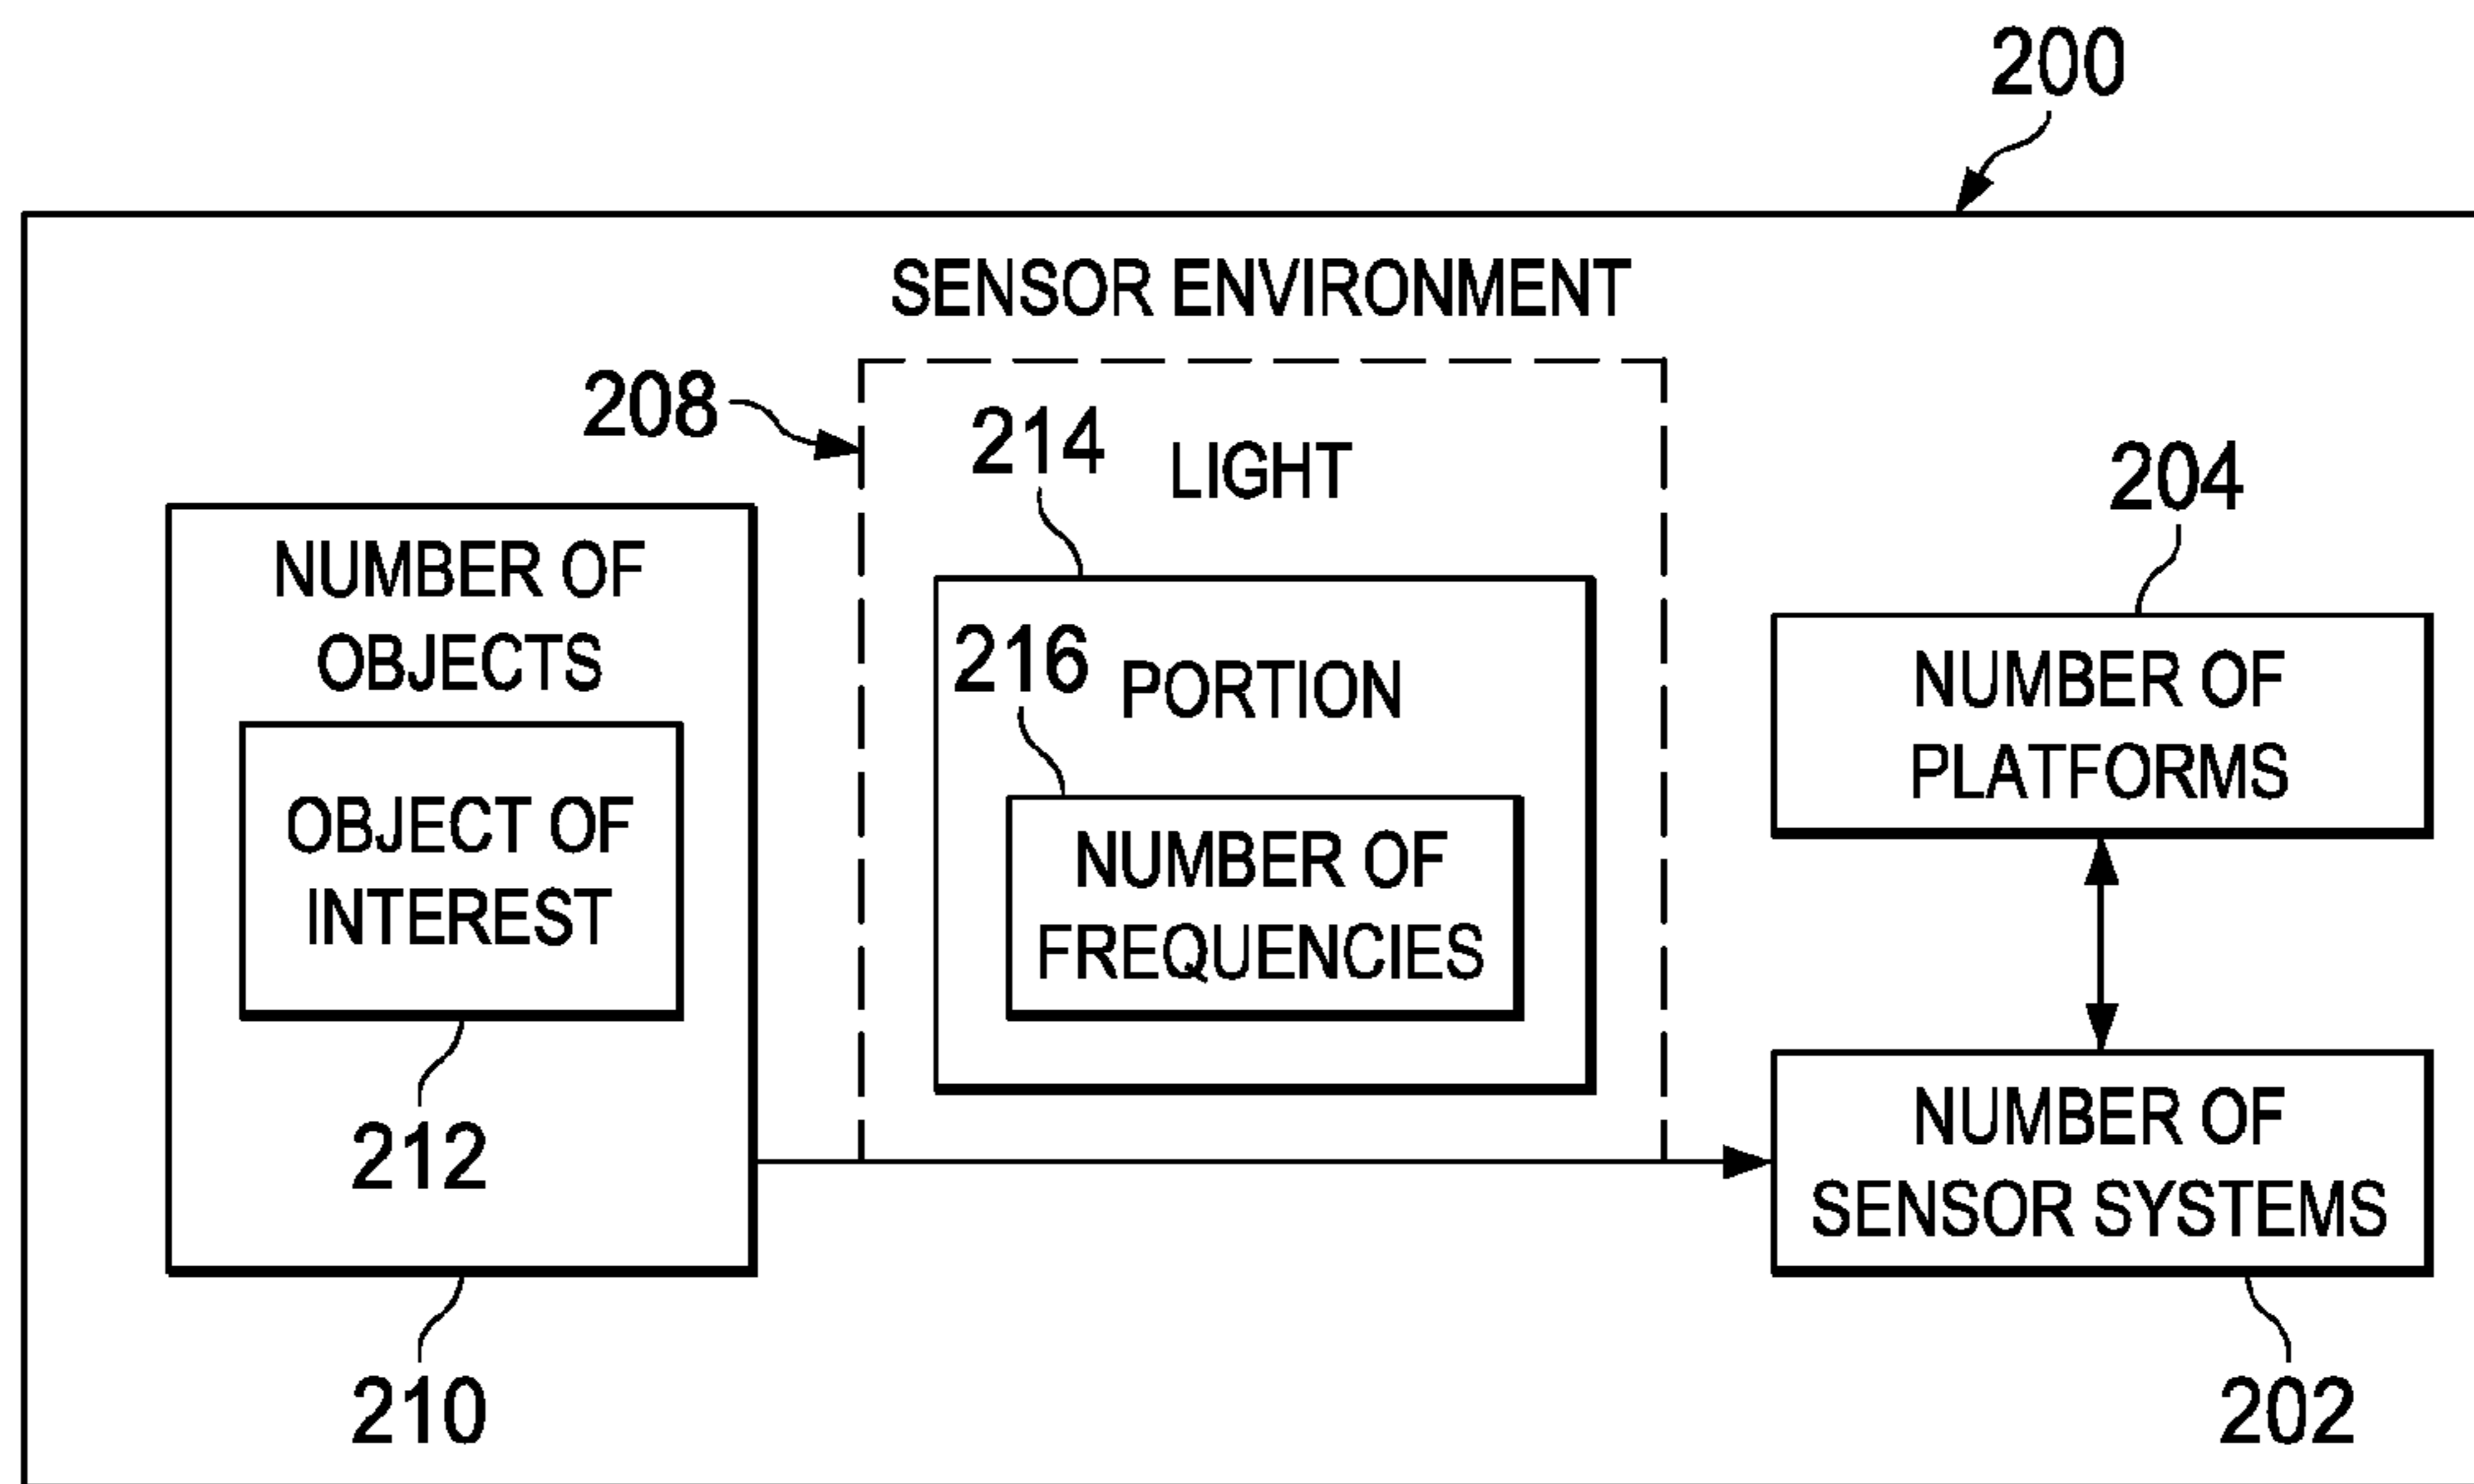 200
SENSOR ENVIRONMENT
208
214
LIGHT
204
NUMBER OF
OBJECTS
216
PORTION
NUMBER OF
PLATFORMS
OBJECT OF
INTEREST
NUMBER OF
FREQUENCIES
212
NUMBER OF
SENSOR SYSTEMS
210
202